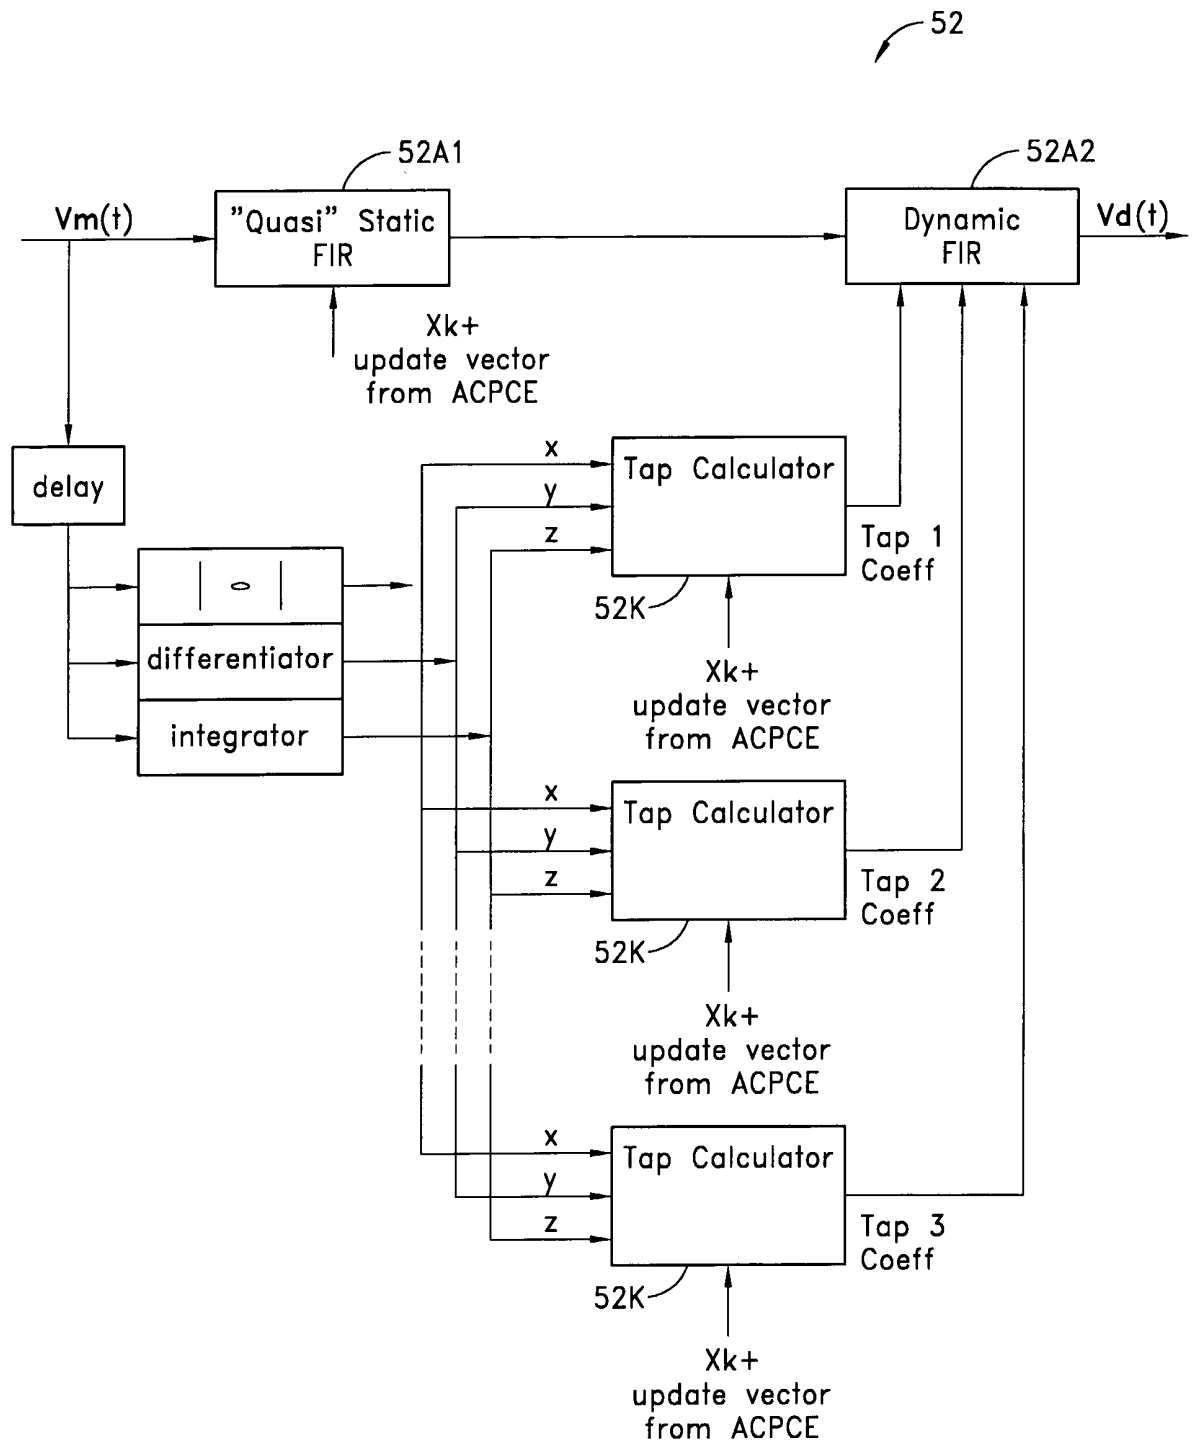 52
52A1
52A2
Vm(t)
"Quasi" Static
FIR
Dynamic
FIR
Vd(t)
Xk+
update vector
from ACPCE
delay
x
y
z
Tap Calculator
Tap 1
Coeff
52K
| o |
differentiator
integrator
Xk+
update vector
from ACPCE
x
y
z
Tap Calculator
Tap 2
Coeff
52K
Xk+
update vector
from ACPCE
x
y
z
Tap Calculator
Tap 3
Coeff
52K
Xk+
update vector
from ACPCE